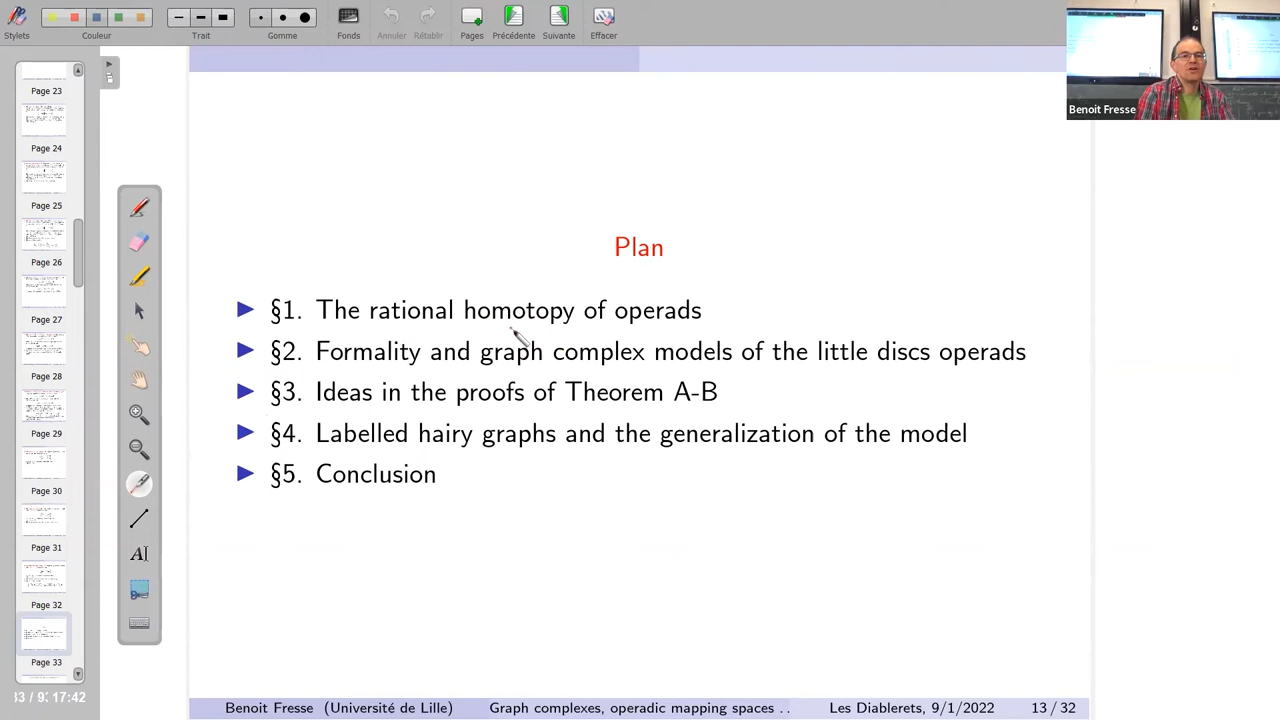 Stylets
Couleur
Trait
Gomme
Fonds
Annuler
Rétablir
Pages
Précédente
Suivante
Effacer
Benoit Fresse
Page 23
Page 24
Page 25
Page 26
Page 27
Page 28
Page 29
Page 30
Page 31
Page 32
Page 33
17:42
Plan
§1. The rational homotopy of operads
§2. Formality and graph complex models of the little discs operads
§3. Ideas in the proofs of Theorem A-B
§4. Labelled hairy graphs and the generalization of the model
§5. Conclusion
Benoit Fresse (Université de Lille) Graph complexes, operadic mapping spaces .. Les Diablerets, 9/1/2022 13 / 32